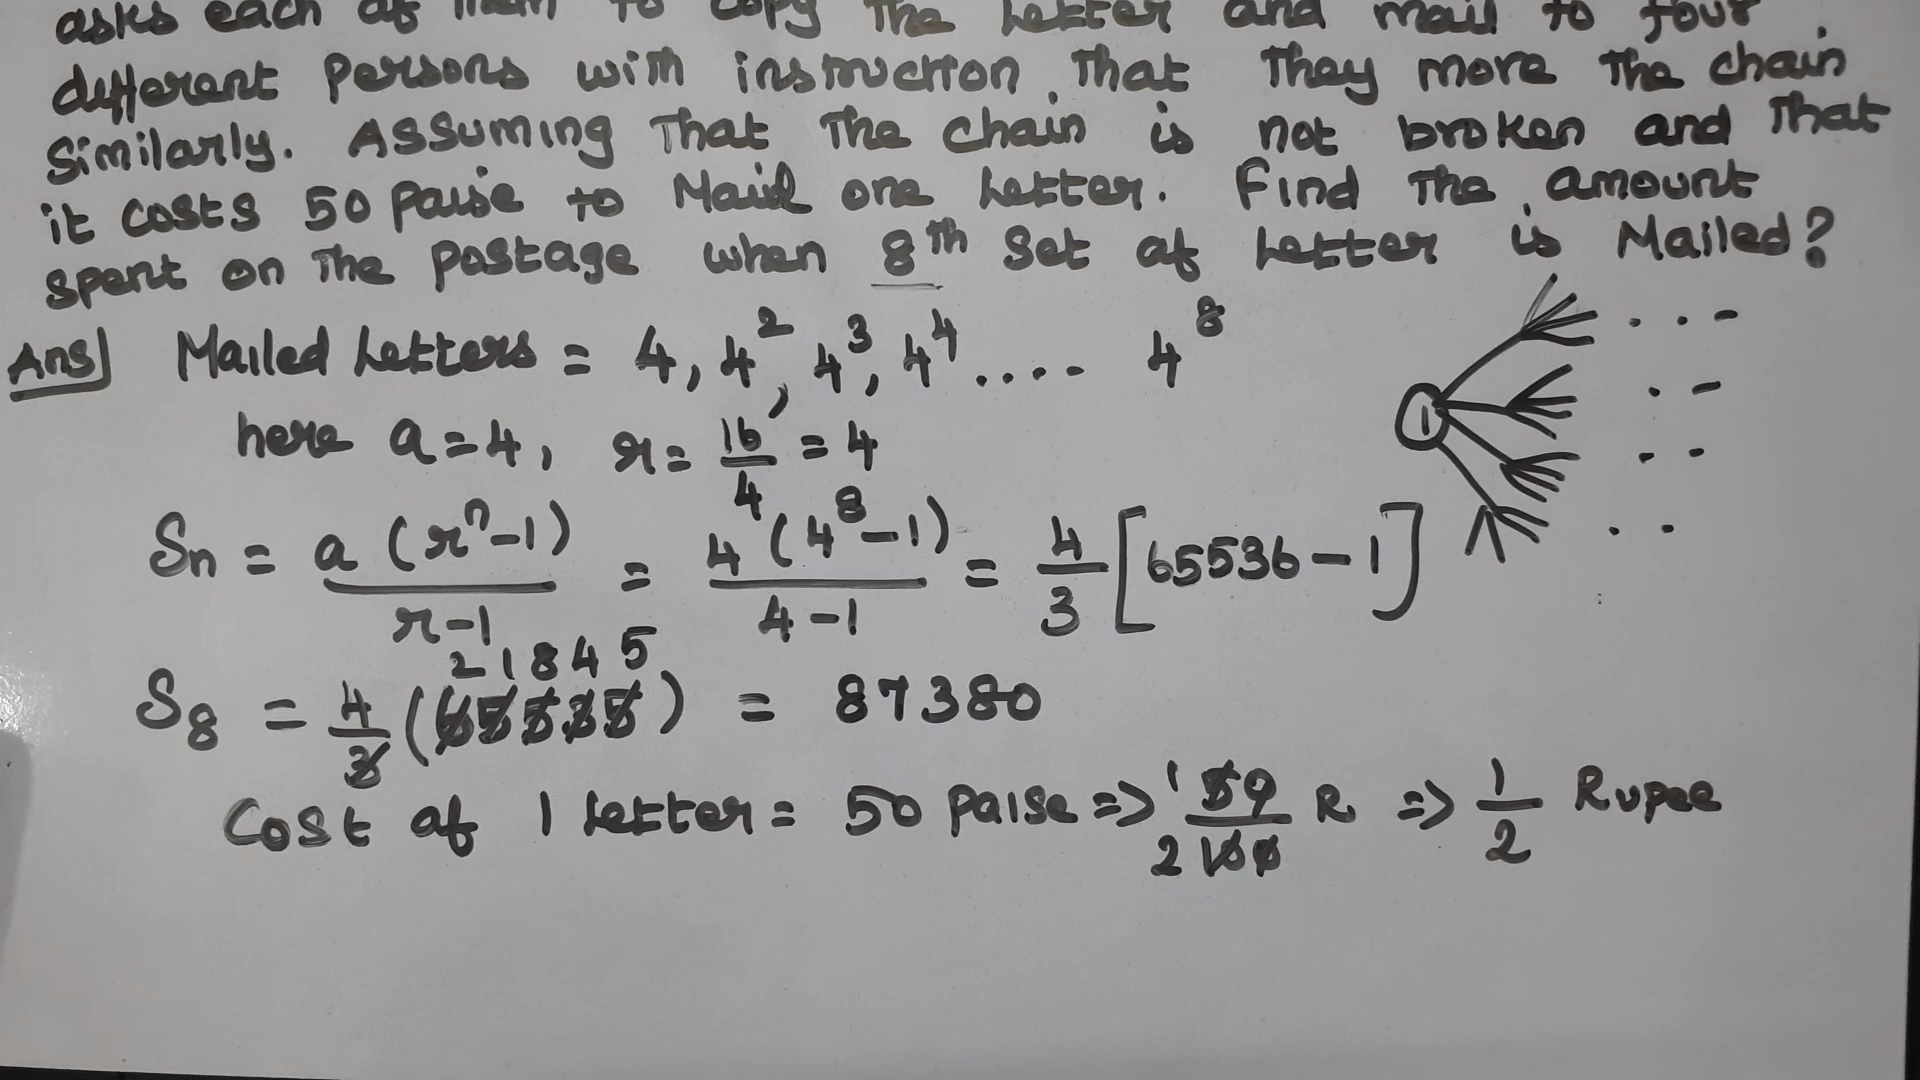 asks each of them to copy the letter and mail to four
different persons with instruction that they move the chain
Similarly. Assuming that the chain is not broken and that
it costs 50 paise to Mail one letter. Find the amount
spent on the postage when 8th set of letter is Mailed?
Ans] Mailed Letters = 4, 4², 4³, 4⁴ .... 4⁸
here a=4, r = 16/4 = 4
Sn = a(rⁿ-1)/r-1 = 4(4⁸-1)/4-1 = 4/3 [65536-1]
21845
S₈ = 4/3 (65535) = 87380
Cost of 1 letter = 50 Paise => 1 50/2 100 R => 1/2 Rupee
1